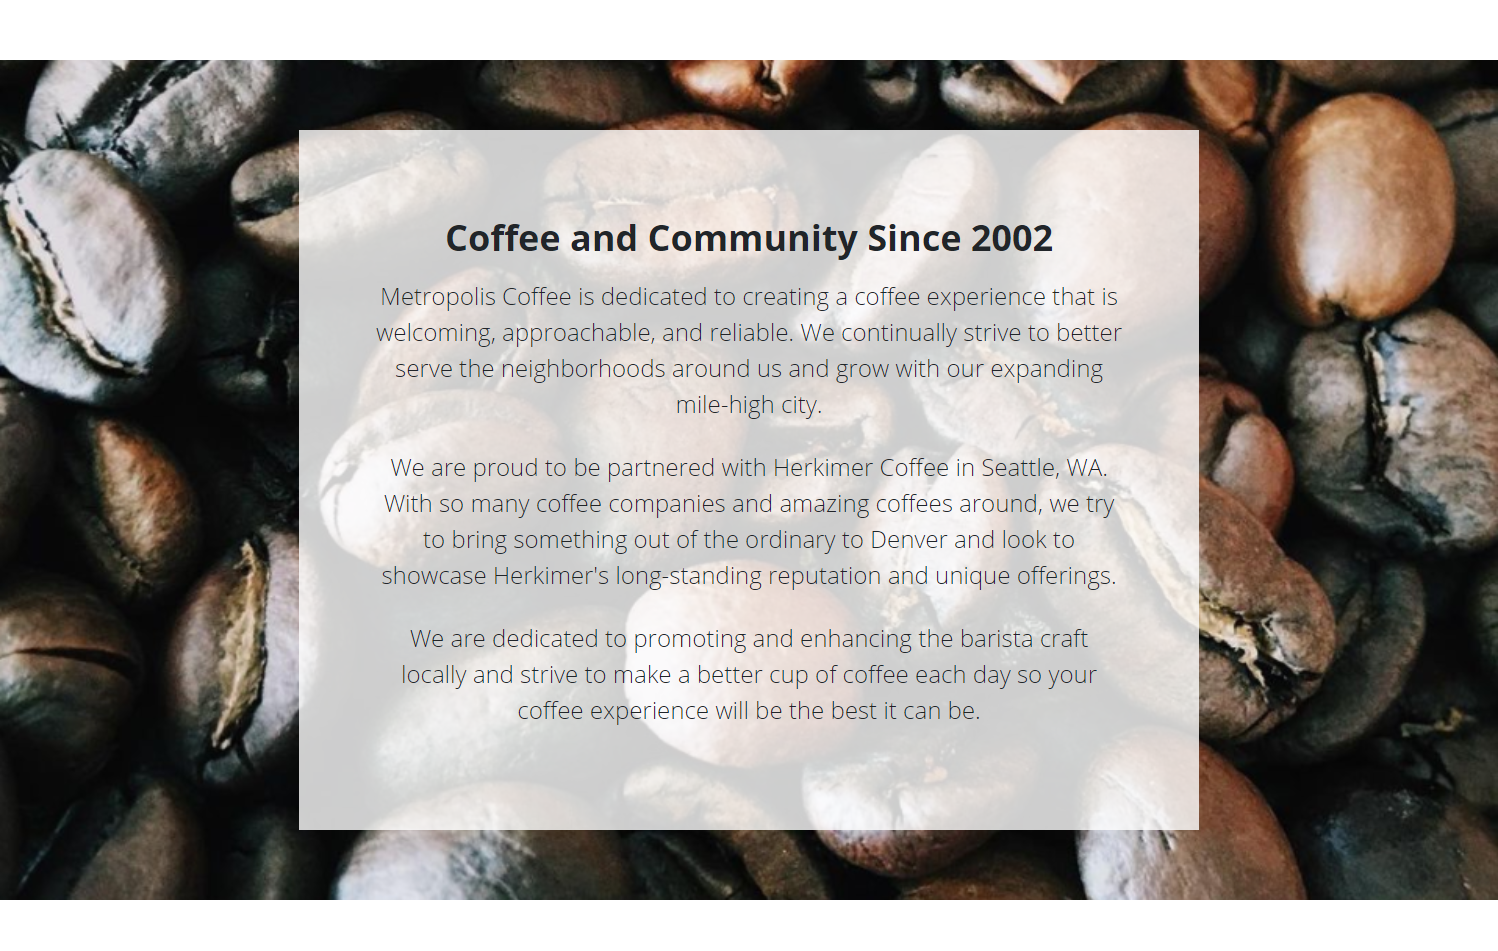 Coffee and Community Since 2002
Metropolis Coffee is dedicated to creating a coffee experience that is
welcoming, approachable, and reliable. We continually strive to better
serve the neighborhoods around us and grow with our expanding
mile-high city.
We are proud to be partnered with Herkimer Coffee in Seattle, WA.
With so many coffee companies and amazing coffees around, we try
to bring something out of the ordinary to Denver and look to
showcase Herkimer's long-standing reputation and unique offerings.
We are dedicated to promoting and enhancing the barista craft
locally and strive to make a better cup of coffee each day so your
coffee experience will be the best it can be.